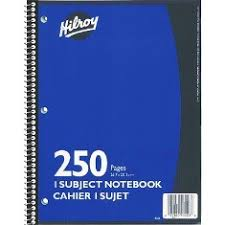 Hilroy
250 Pages
1 SUBJECT NOTEBOOK
CAHIER 1 SUJET